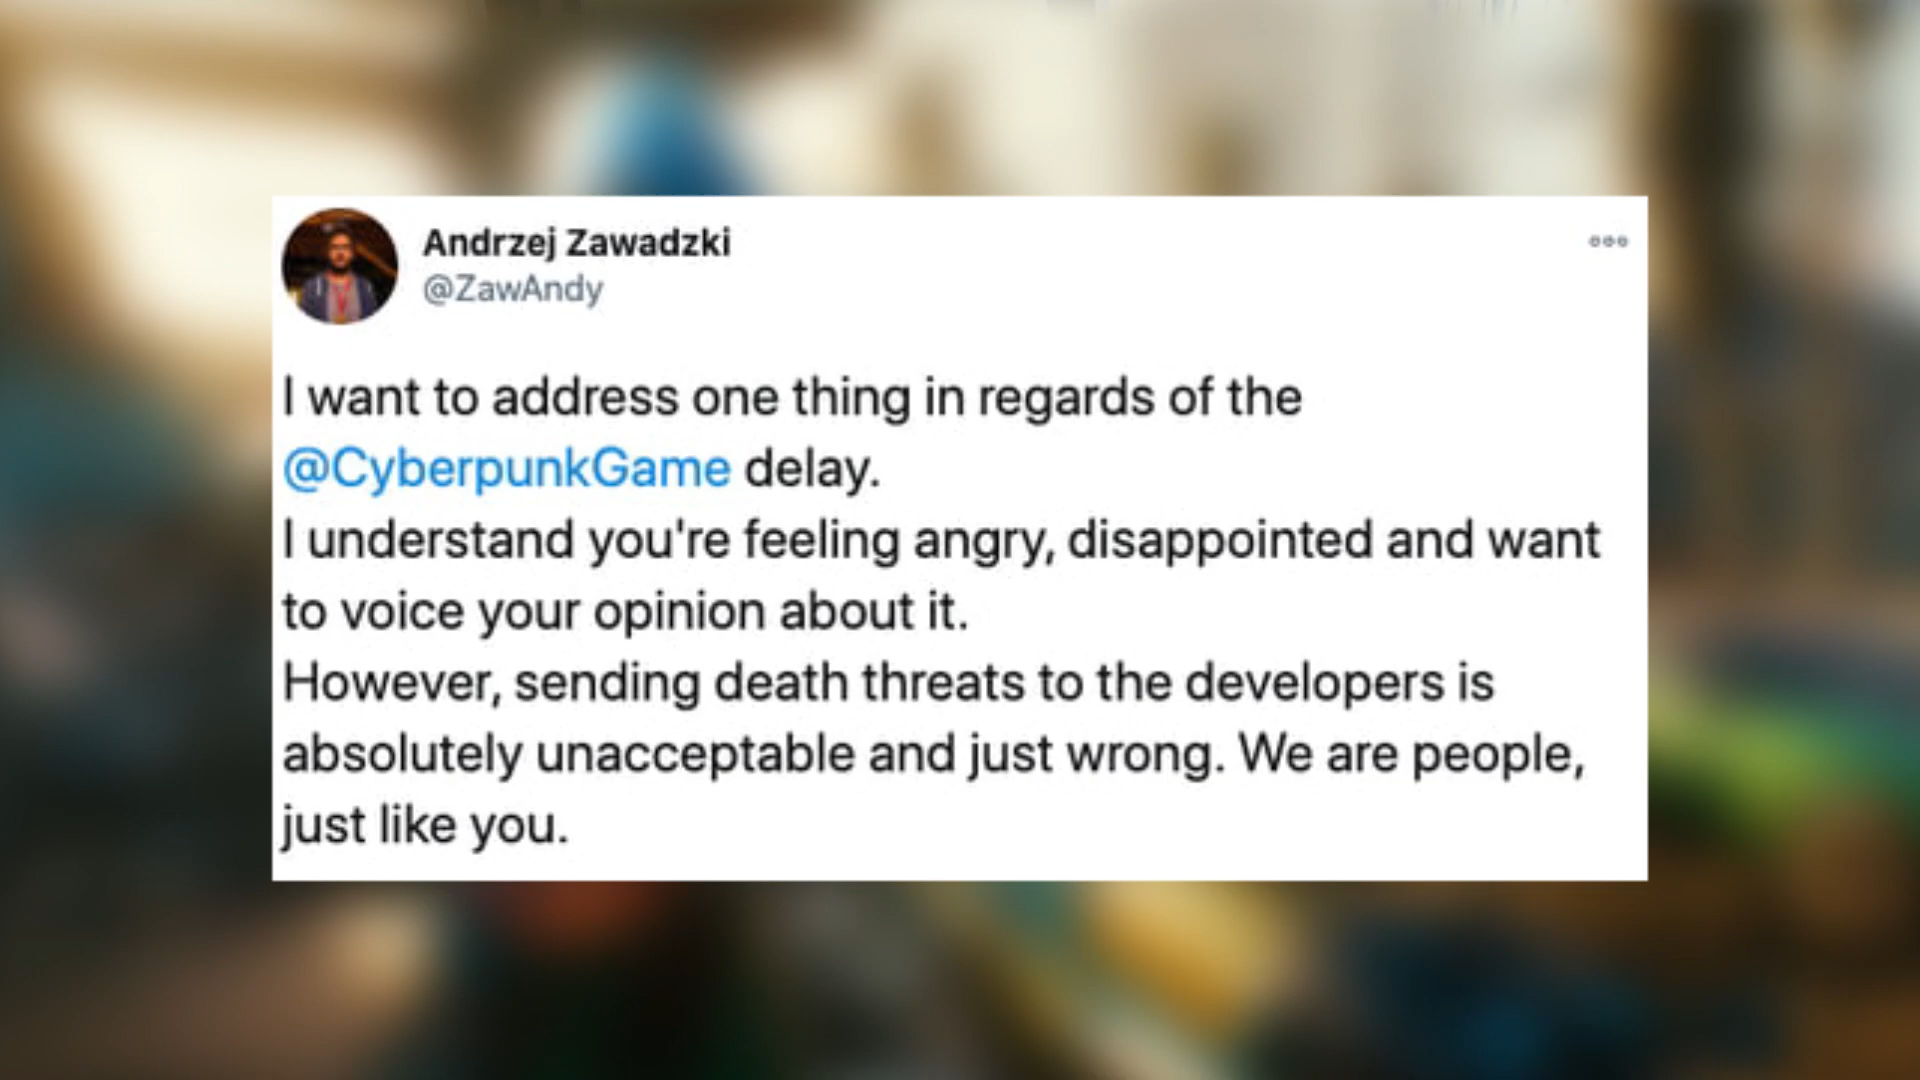 Andrzej Zawadzki
@ZawAndy
I want to address one thing in regards of the
@CyberpunkGame delay.
I understand you're feeling angry, disappointed and want
to voice your opinion about it.
However, sending death threats to the developers is
absolutely unacceptable and just wrong. We are people,
just like you.